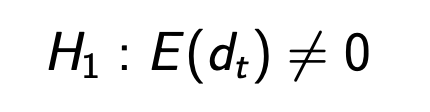 H₁ : E(dₜ) ≠ 0